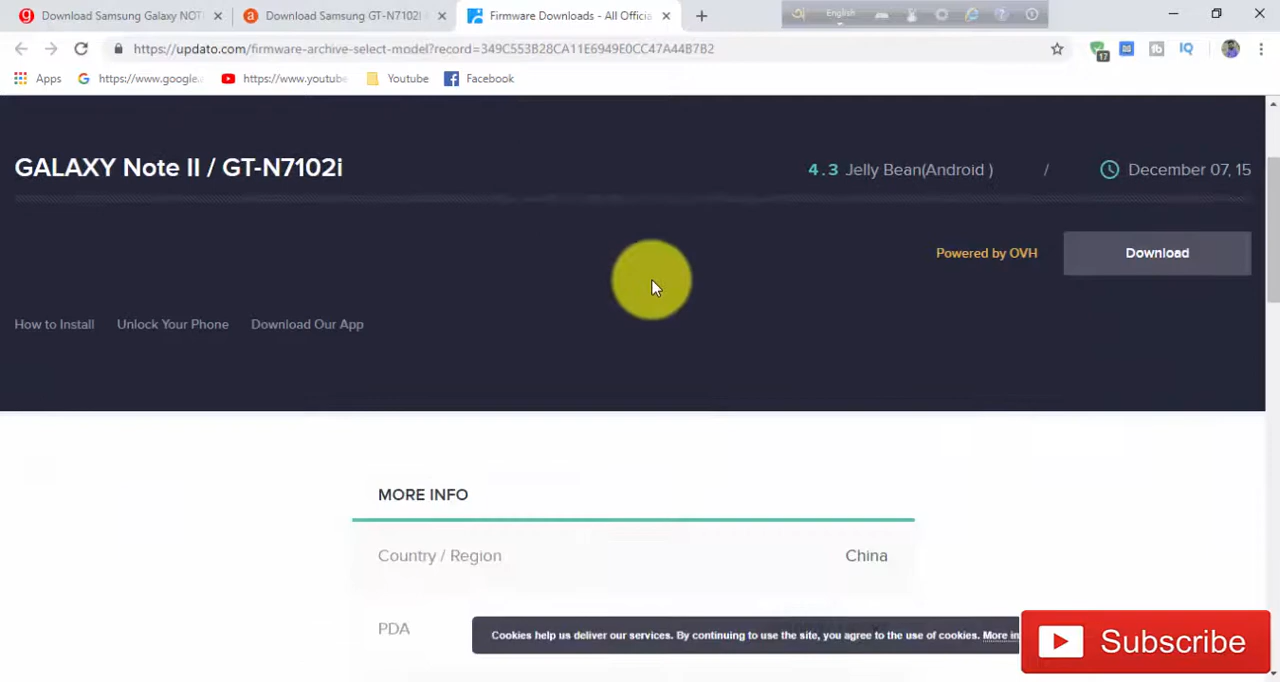 Download Samsung Galaxy NOT
Download Samsung GT-N7102i
Firmware Downloads - All Officia
English
https://updato.com/firmware-archive-select-model?record=349C553B28CA11E6949E0CC47A44B7B2
17
Apps
https://www.google.
https://www.youtube
Youtube
Facebook
GALAXY Note II / GT-N7102i
4.3 Jelly Bean(Android )
/
December 07, 15
Powered by OVH
Download
How to Install
Unlock Your Phone
Download Our App
MORE INFO
Country / Region
China
PDA
Cookies help us deliver our services. By continuing to use the site, you agree to the use of cookies. More in
Subscribe